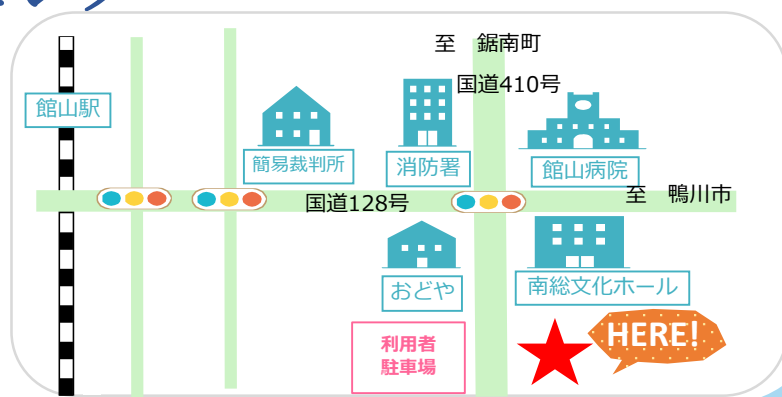 至 鋸南町
国道410号
館山駅
簡易裁判所
消防署
館山病院
国道128号
至 鴨川市
おどや
南総文化ホール
利用者
駐車場
HERE!